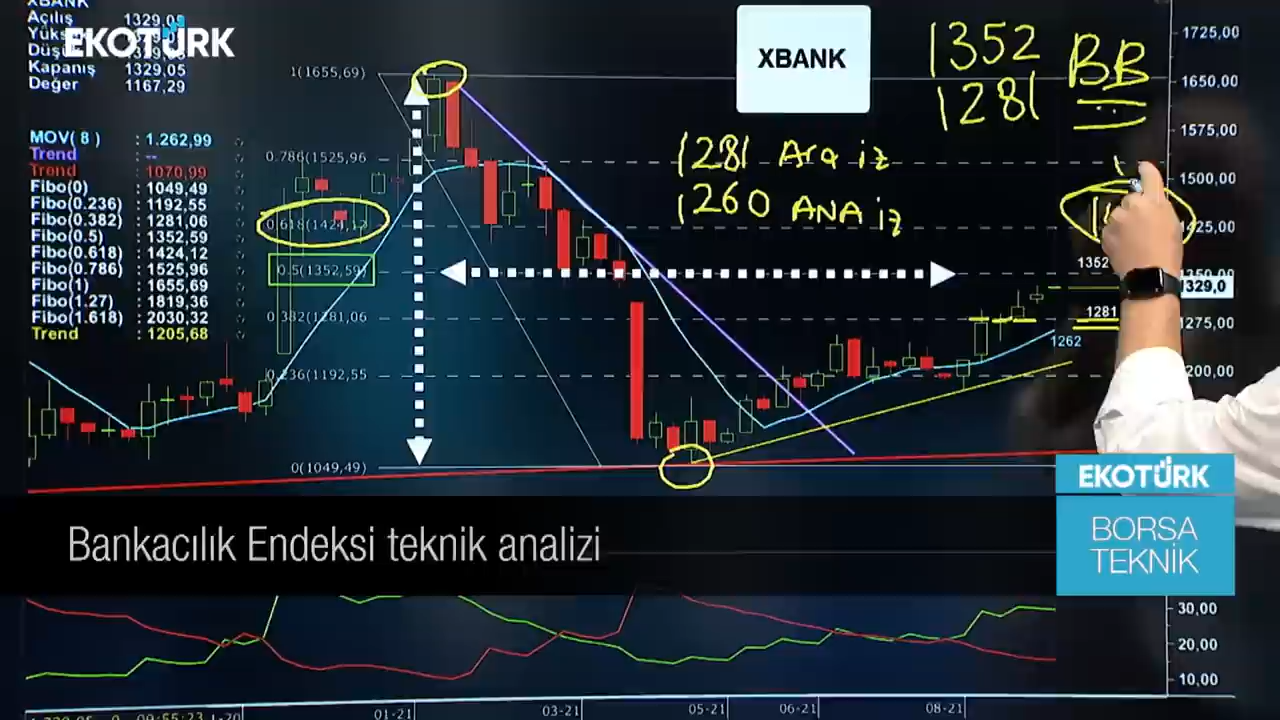 XBANK
Açılış 1329,05
EKOTÜRK
Kapanış 1329,05
Değer 1167,29
MOV( 8 ) : 1.262,99
Trend : --
Trend : 1070,99
Fibo(0) : 1049,49
Fibo(0.236) : 1192,55
Fibo(0.382) : 1281,06
Fibo(0.5) : 1352,59
Fibo(0.618) : 1424,12
Fibo(0.786) : 1525,96
Fibo(1) : 1655,69
Fibo(1.27) : 1819,36
Fibo(1.618) : 2030,32
Trend : 1205,68
1(1655,69)
0.786(1525,96
0.618(1424,12)
0.5(1352,59)
0.382(1281,06
0.236(1192,55
0(1049,49)
XBANK
1352 BB
1281
1281 Ara iz
1260 ANA iz
1725,00
1650,00
1575,00
1500,00
1425,00
1352
1350,00
1329,0
1281
1275,00
1262
200,00
EKOTÜRK
BORSA
TEKNİK
Bankacılık Endeksi teknik analizi
30,00
20,00
10,00
01-21
03-21
05-21
06-21
08-21